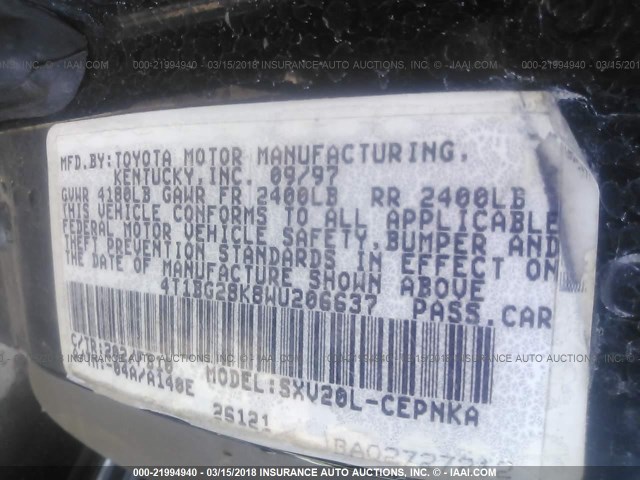 000-21994940 - 03/15/2018 INSURANCE AUTO AUCTIONS, INC. © - IAAI.COM
MFD.BY:TOYOTA MOTOR MANUFACTURING,
KENTUCKY,INC. 09/97
GVWR 4180LB GAWR FR 2400LB RR 2400LB
THIS VEHICLE CONFORMS TO ALL APPLICABLE
FEDERAL MOTOR VEHICLE SAFETY,BUMPER AND
THEFT PREVENTION STANDARDS IN EFFECT ON
THE DATE OF MANUFACTURE SHOWN ABOVE
4T1BG28K8WU206637 PASS.CAR
C/TR:
04A/A140E
MODEL:SXV20L-CEPNKA
26121
000-21994940 - 03/15/2018 INSURANCE AUTO AUCTIONS, INC. © - IAAI.COM